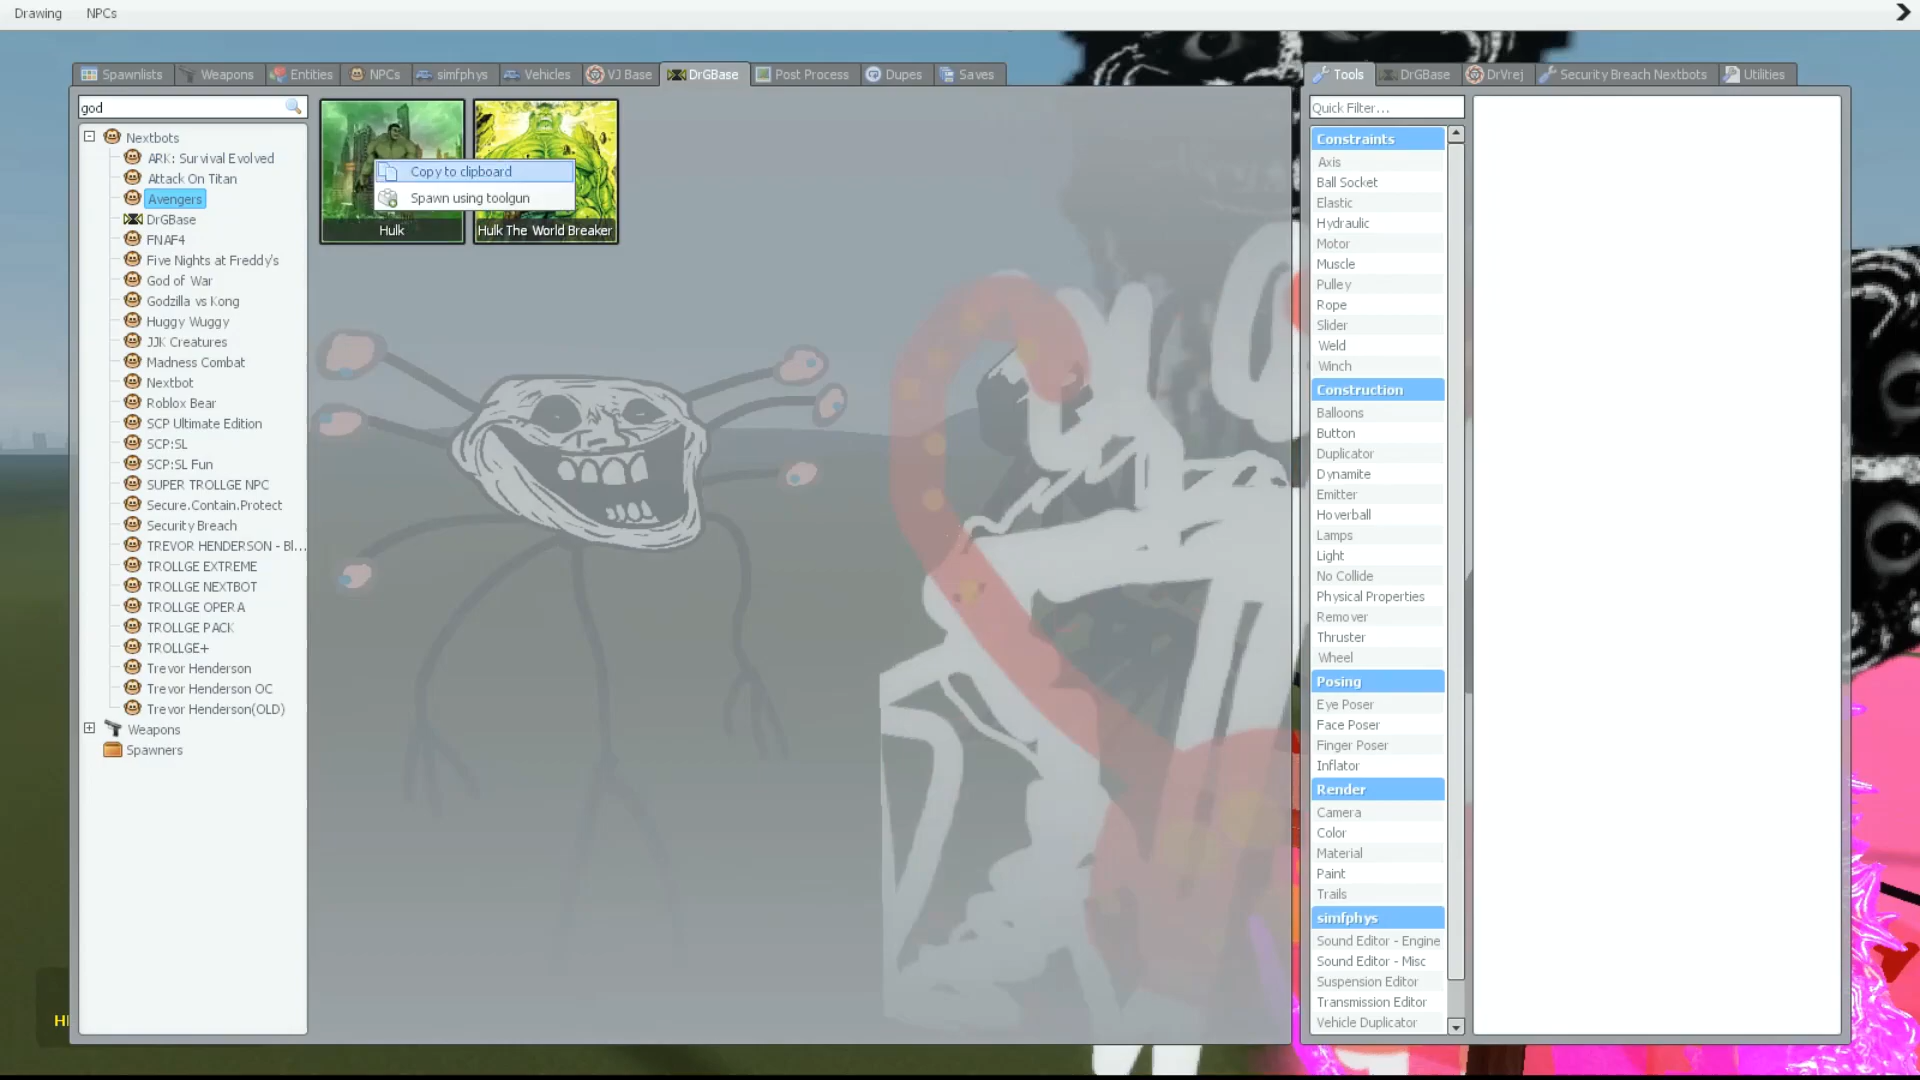 Drawing NPCs
Spawnlists Weapons Entities NPCs simfphys Vehicles VJ Base DrGBase Post Process Dupes Saves
god
Nextbots
ARK: Survival Evolved
Attack On Titan
Avengers
DrGBase
FNAF4
Five Nights at Freddy's
God of War
Godzilla vs Kong
Huggy Wuggy
JJK Creatures
Madness Combat
Nextbot
Roblox Bear
SCP Ultimate Edition
SCP:SL
SCP:SL Fun
SUPER TROLLGE NPC
Secure.Contain.Protect
Security Breach
TREVOR HENDERSON - Bl...
TROLLGE EXTREME
TROLLGE NEXTBOT
TROLLGE OPERA
TROLLGE PACK
TROLLGE+
Trevor Henderson
Trevor Henderson OC
Trevor Henderson(OLD)
Weapons
Spawners
Copy to clipboard
Spawn using toolgun
Hulk
Hulk The World Breaker
Tools DrGBase DrVrej Security Breach Nextbots Utilities
Quick Filter...
Constraints
Axis
Ball Socket
Elastic
Hydraulic
Motor
Muscle
Pulley
Rope
Slider
Weld
Winch
Construction
Balloons
Button
Duplicator
Dynamite
Emitter
Hoverball
Lamps
Light
No Collide
Physical Properties
Remover
Thruster
Wheel
Posing
Eye Poser
Face Poser
Finger Poser
Inflator
Render
Camera
Color
Material
Paint
Trails
simfphys
Sound Editor - Engine
Sound Editor - Misc
Suspension Editor
Transmission Editor
Vehicle Duplicator